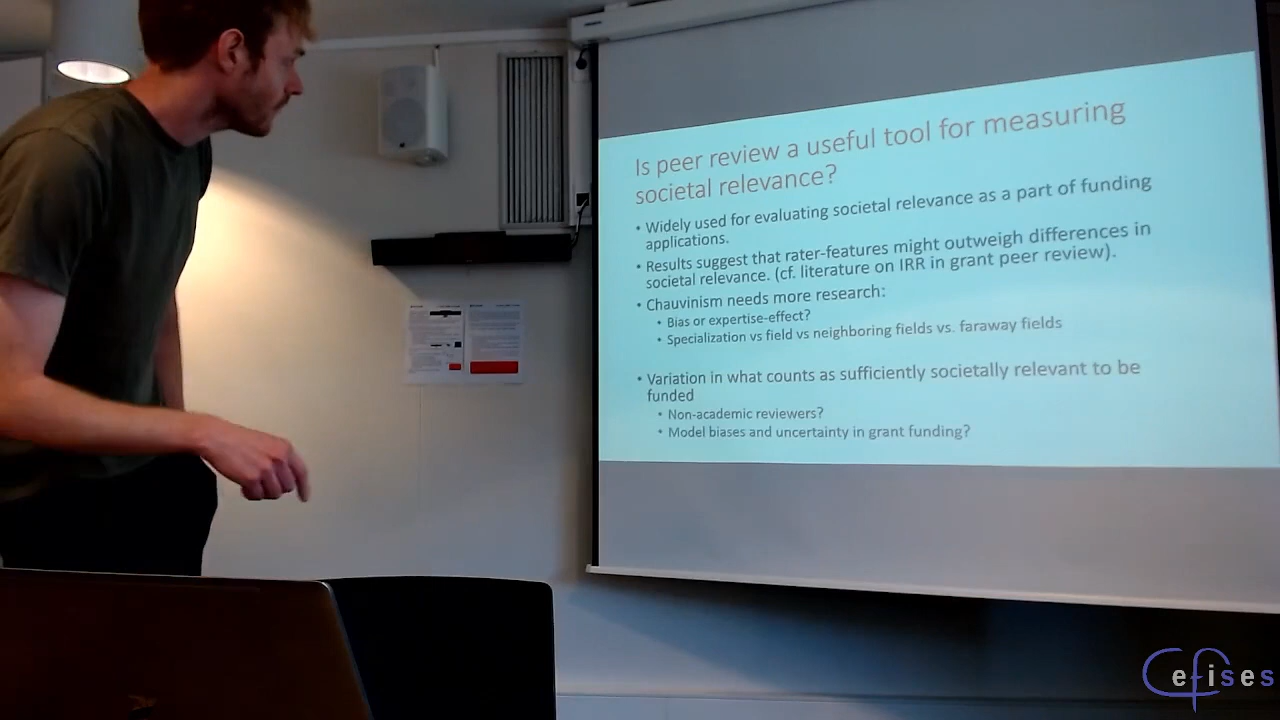 Is peer review a useful tool for measuring
societal relevance?
• Widely used for evaluating societal relevance as a part of funding
applications.
• Results suggest that rater-features might outweigh differences in
societal relevance. (cf. literature on IRR in grant peer review).
• Chauvinism needs more research:
• Bias or expertise-effect?
• Specialization vs field vs neighboring fields vs. faraway fields
• Variation in what counts as sufficiently societally relevant to be
funded
• Non-academic reviewers?
• Model biases and uncertainty in grant funding?
Cefises